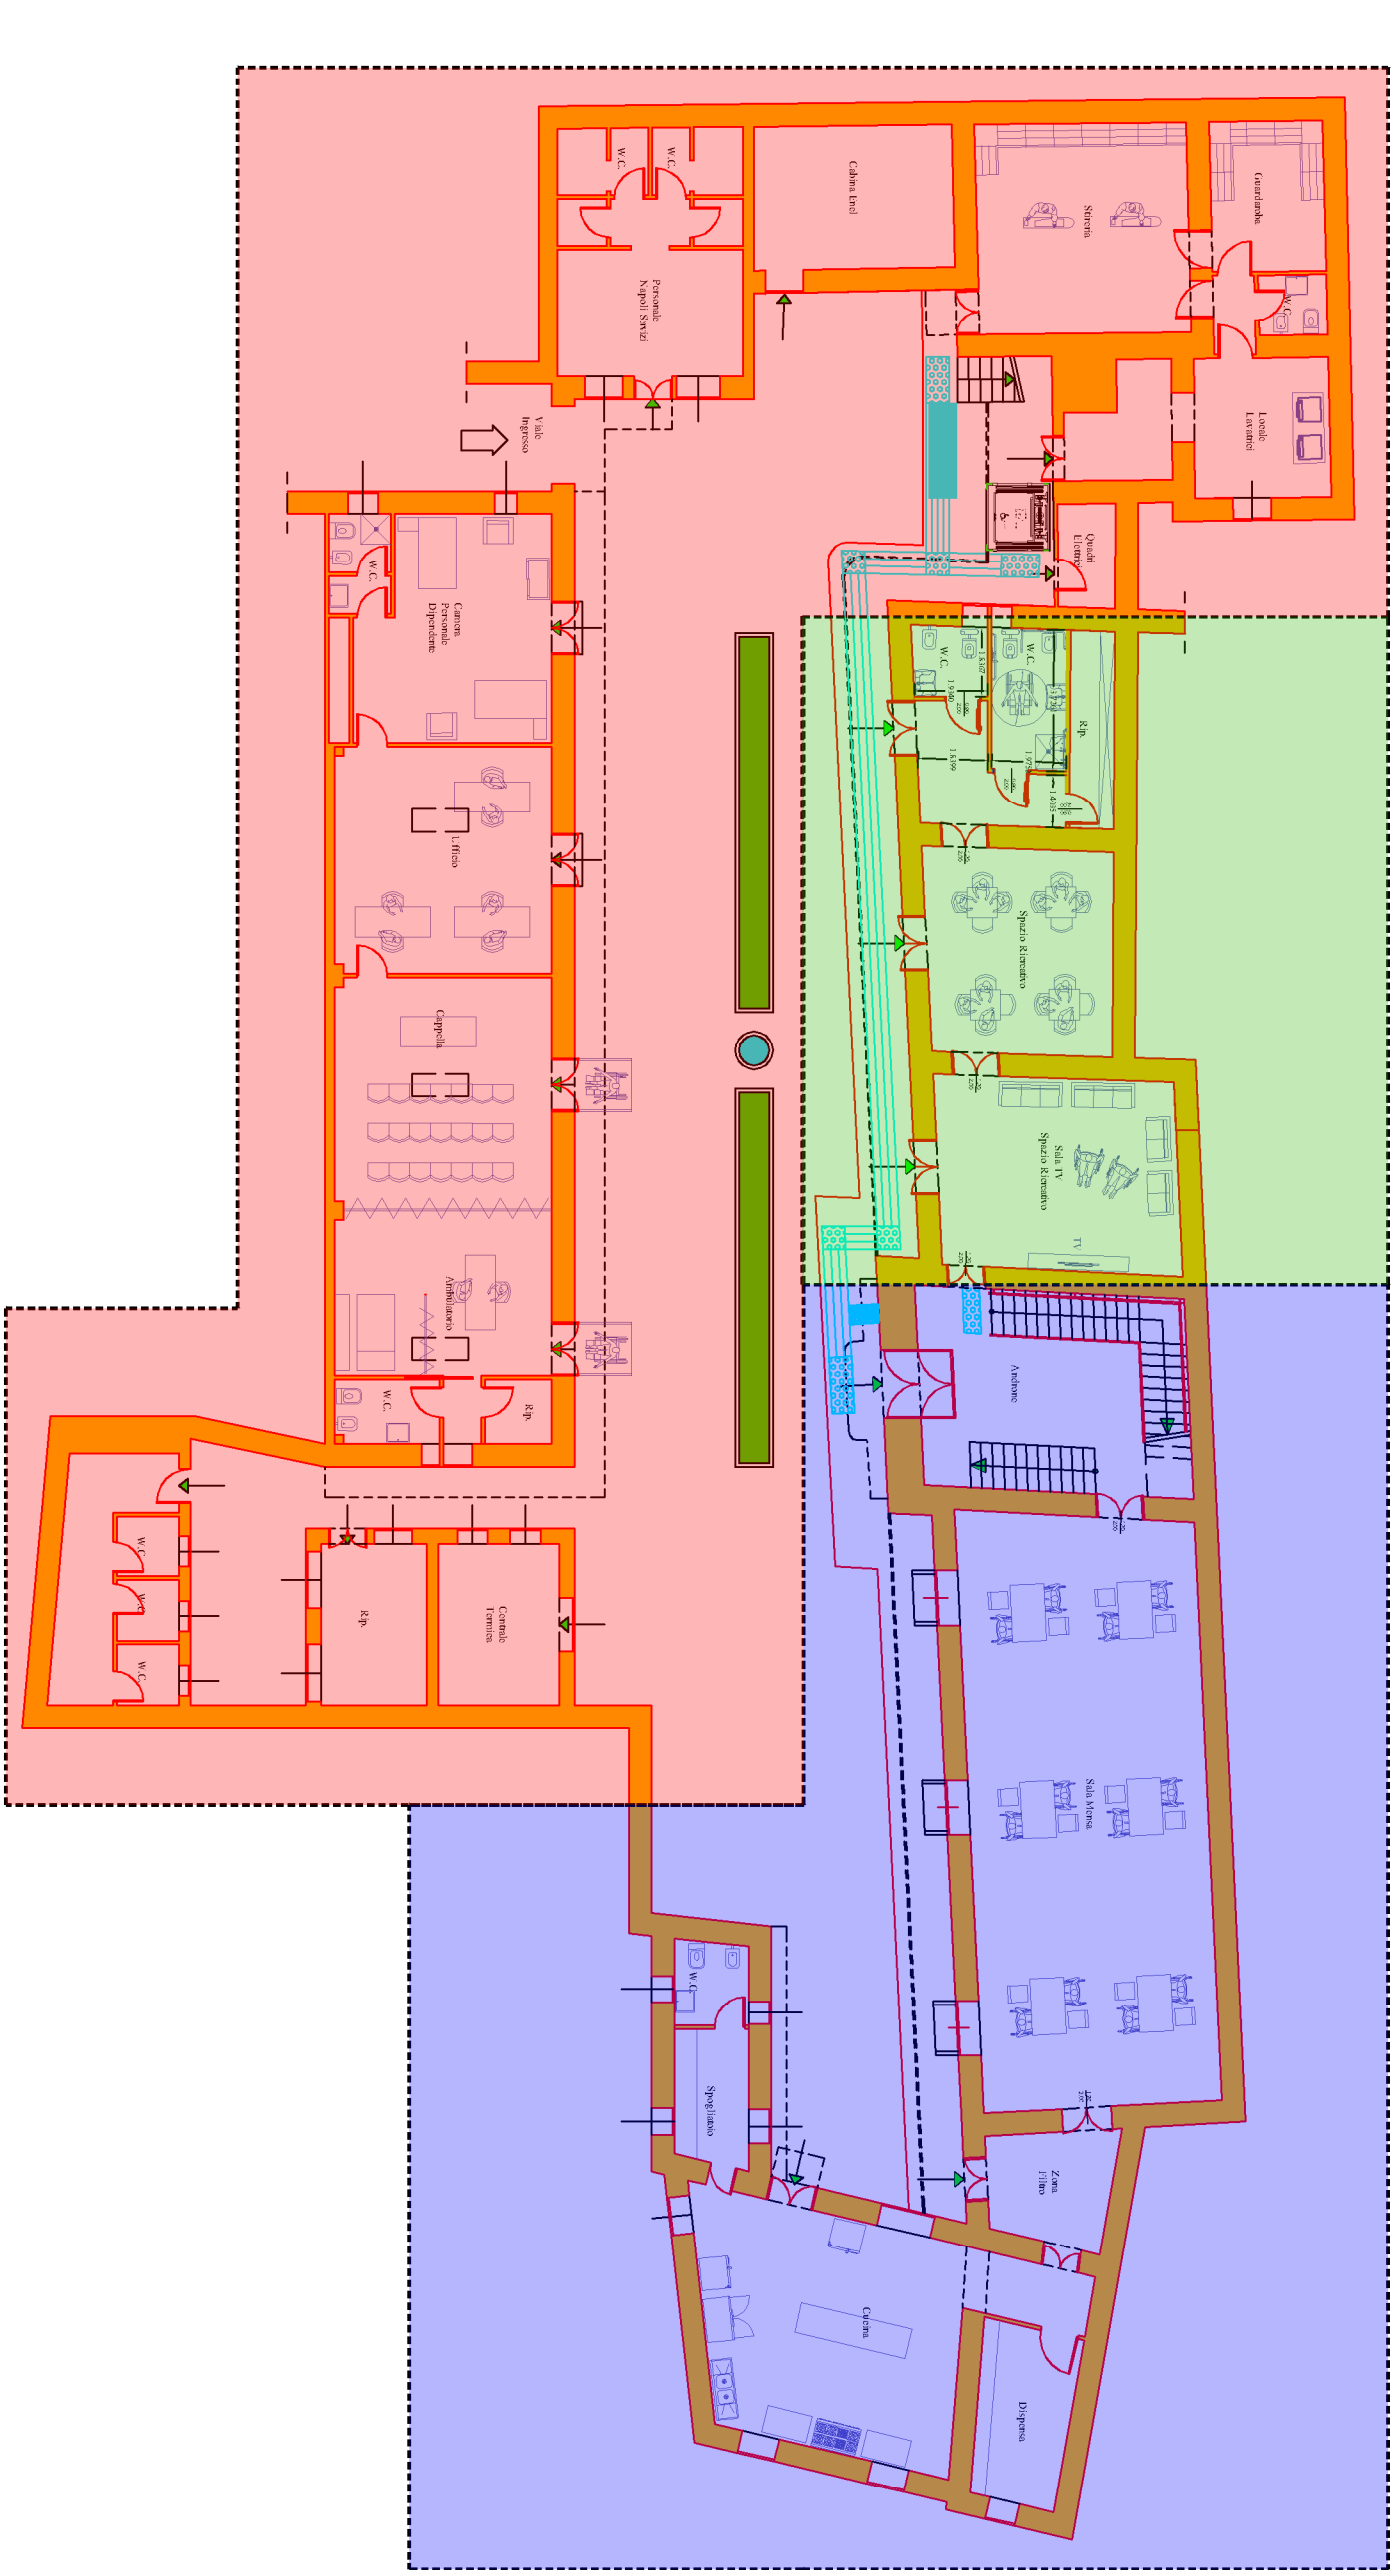 W.C.
W.C.
Cabina Enel
Stireria
Guardaroba
W.C.
Personale
Napoli Servizi
Viale
Ingresso
Locale
Lavatrici
Quadri
Elettrici
W.C.
Camera
Personale
Dipendente
W.C.
W.C.
Rip.
Ufficio
Spazio Ricreativo
Cappella
Sala TV
Spazio Ricreativo
TV
Ambulatorio
Androne
W.C.
Rip.
W.C.
W.C.
W.C.
Rip.
Centrale
Termica
Sala Mensa
W.C.
Spogliatoio
Zona
Filtro
Cucina
Dispensa